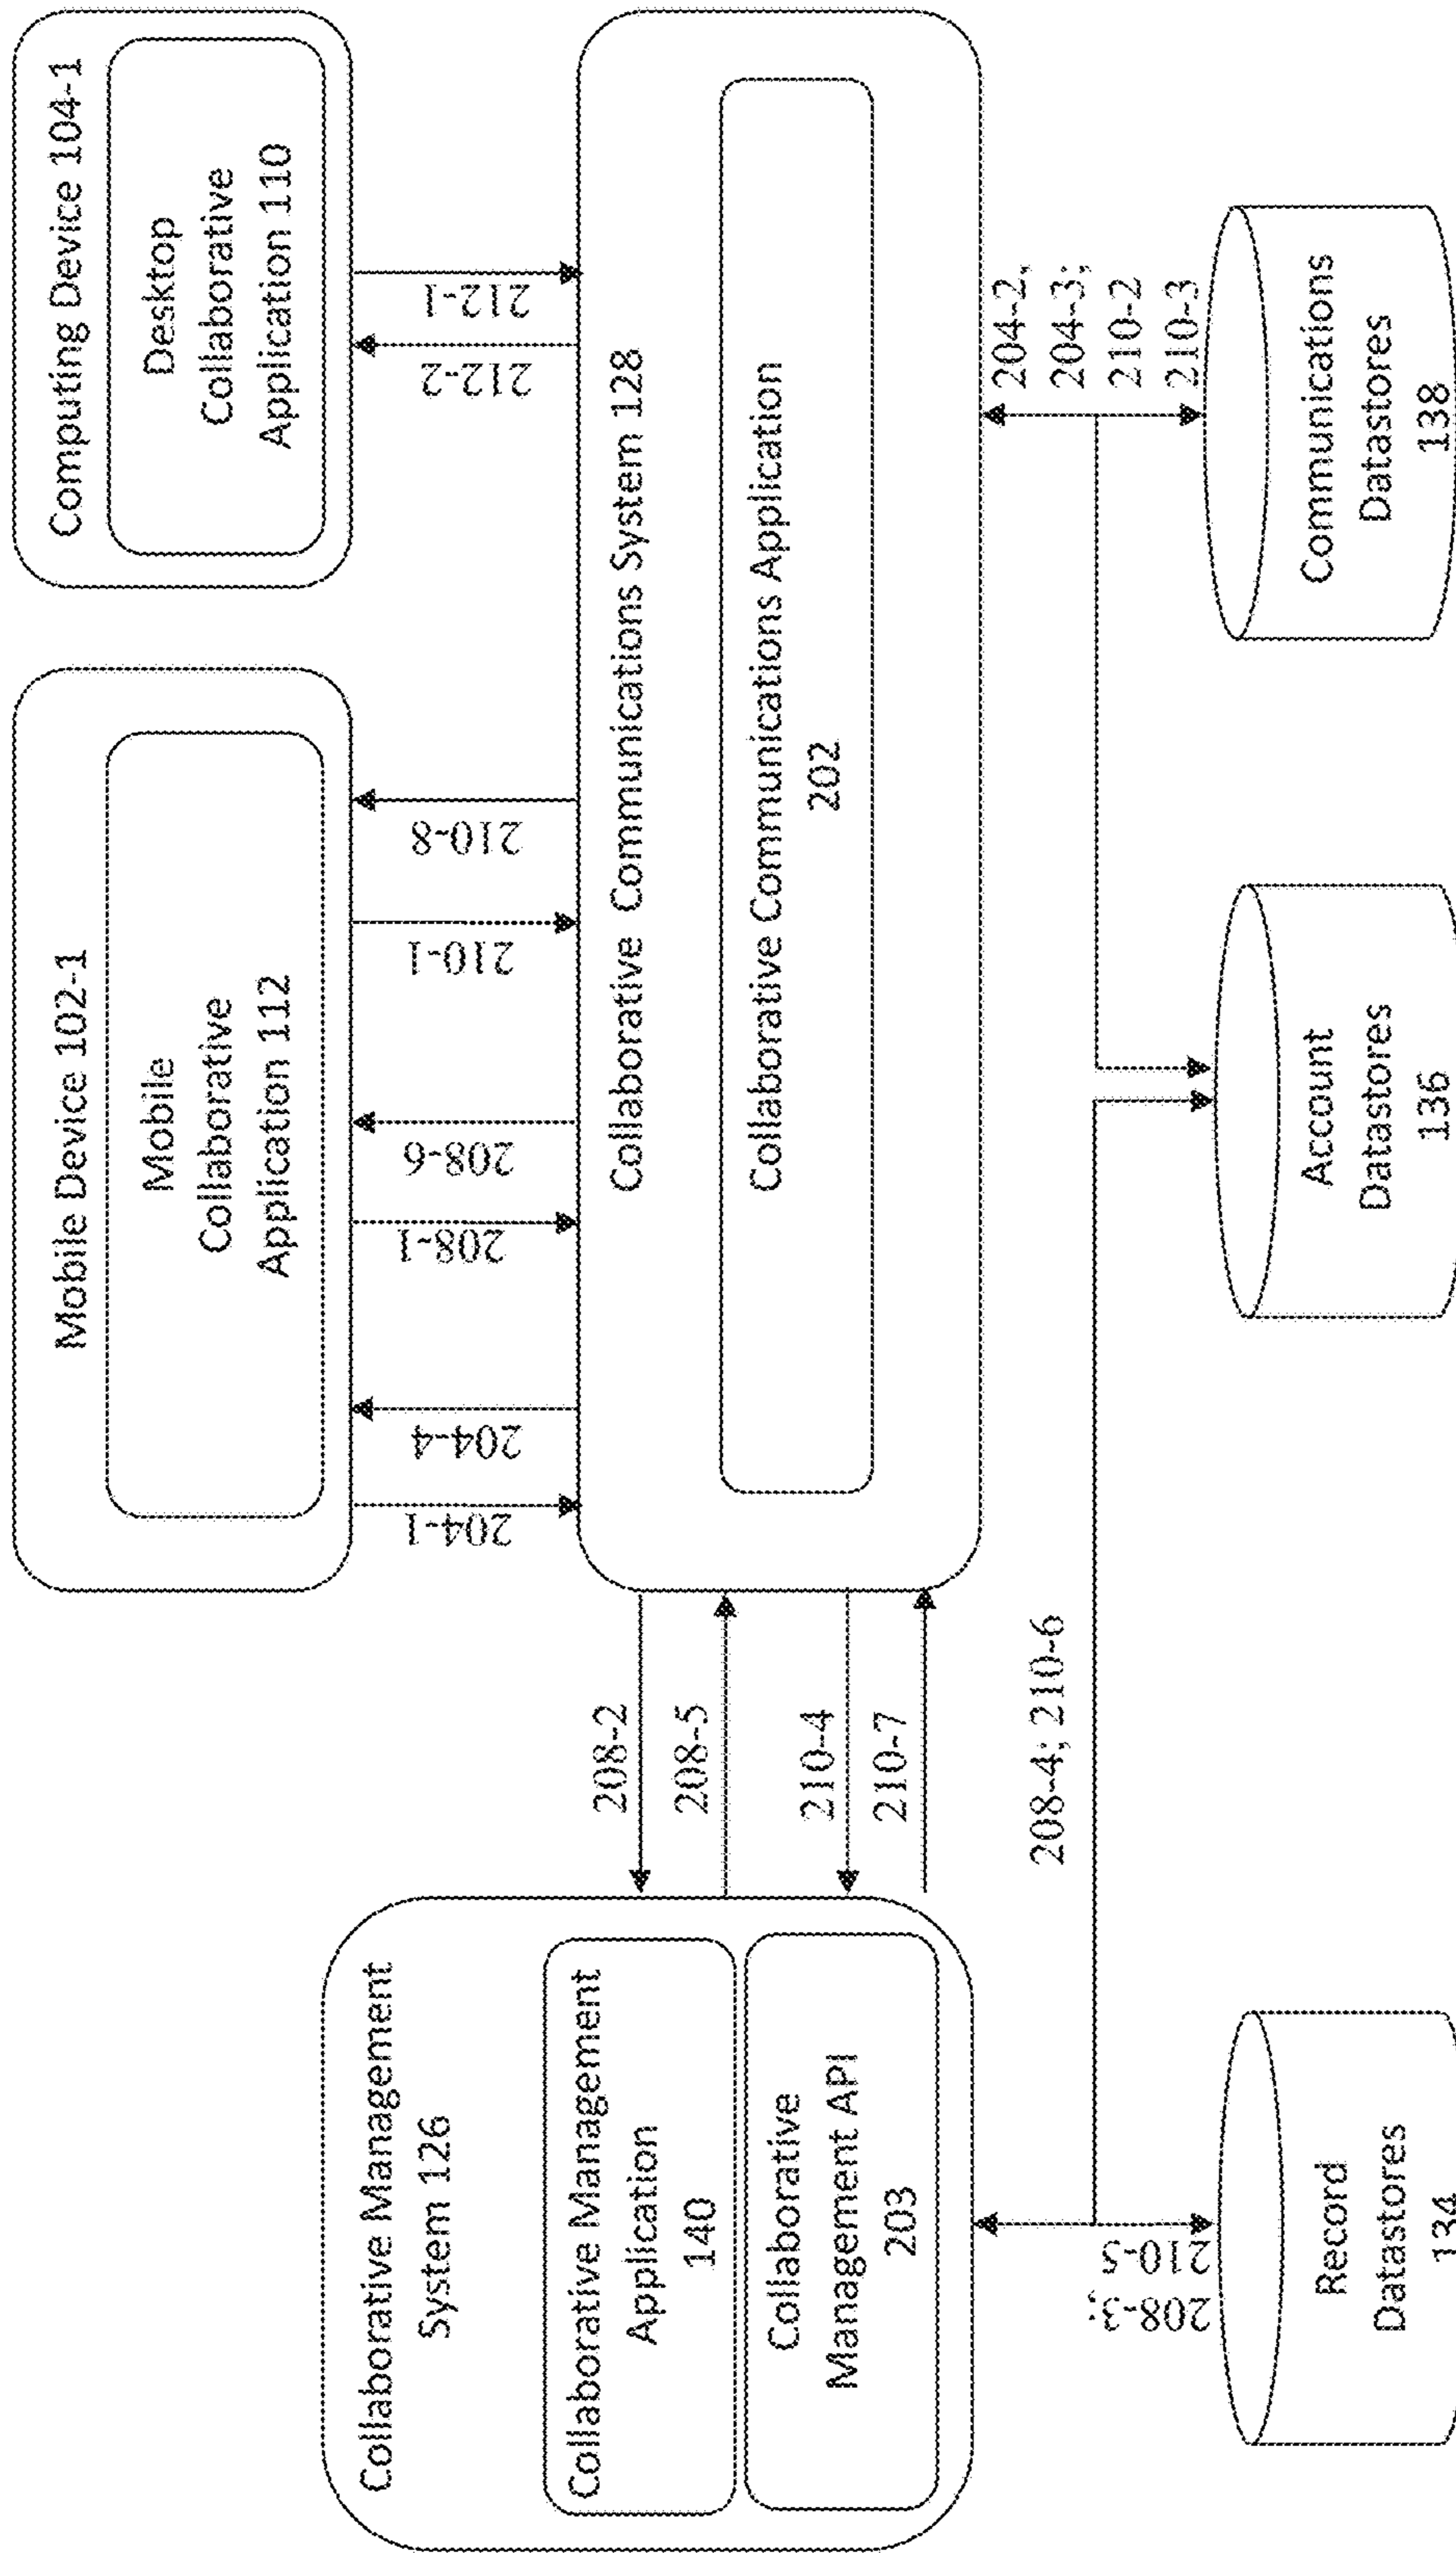 Mobile Device 102-1
Mobile
Collaborative
Application 112
Computing Device 104-1
Desktop
Collaborative
Application 110
204-1
204-4
208-1
208-6
210-1
210-8
212-2
212-1
Collaborative Management
System 126
Collaborative Management
Application
140
Collaborative
Management API
203
208-2
208-5
210-4
210-7
Collaborative Communications System 128
Collaborative Communications Application
202
208-4; 210-6
208-3;
210-5
204-2,
204-3;
210-2
210-3
Record
Datastores
134
Account
Datastores
136
Communications
Datastores
138